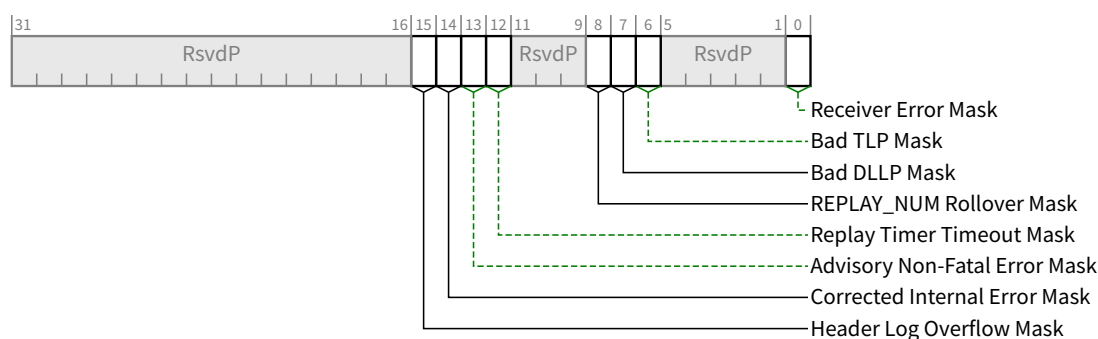 31 16 15 14 13 12 11 9 8 7 6 5 1 0
RsvdP RsvdP RsvdP
Receiver Error Mask
Bad TLP Mask
Bad DLLP Mask
REPLAY_NUM Rollover Mask
Replay Timer Timeout Mask
Advisory Non-Fatal Error Mask
Corrected Internal Error Mask
Header Log Overflow Mask